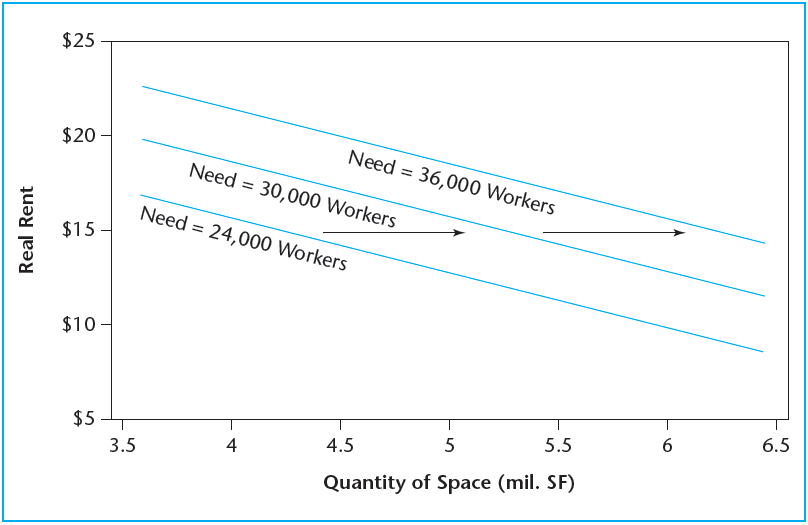 $25
$20
$15
$10
$5
Real Rent
Need = 36,000 Workers
Need = 30,000 Workers
Need = 24,000 Workers
3.5 4 4.5 5 5.5 6 6.5
Quantity of Space (mil. SF)